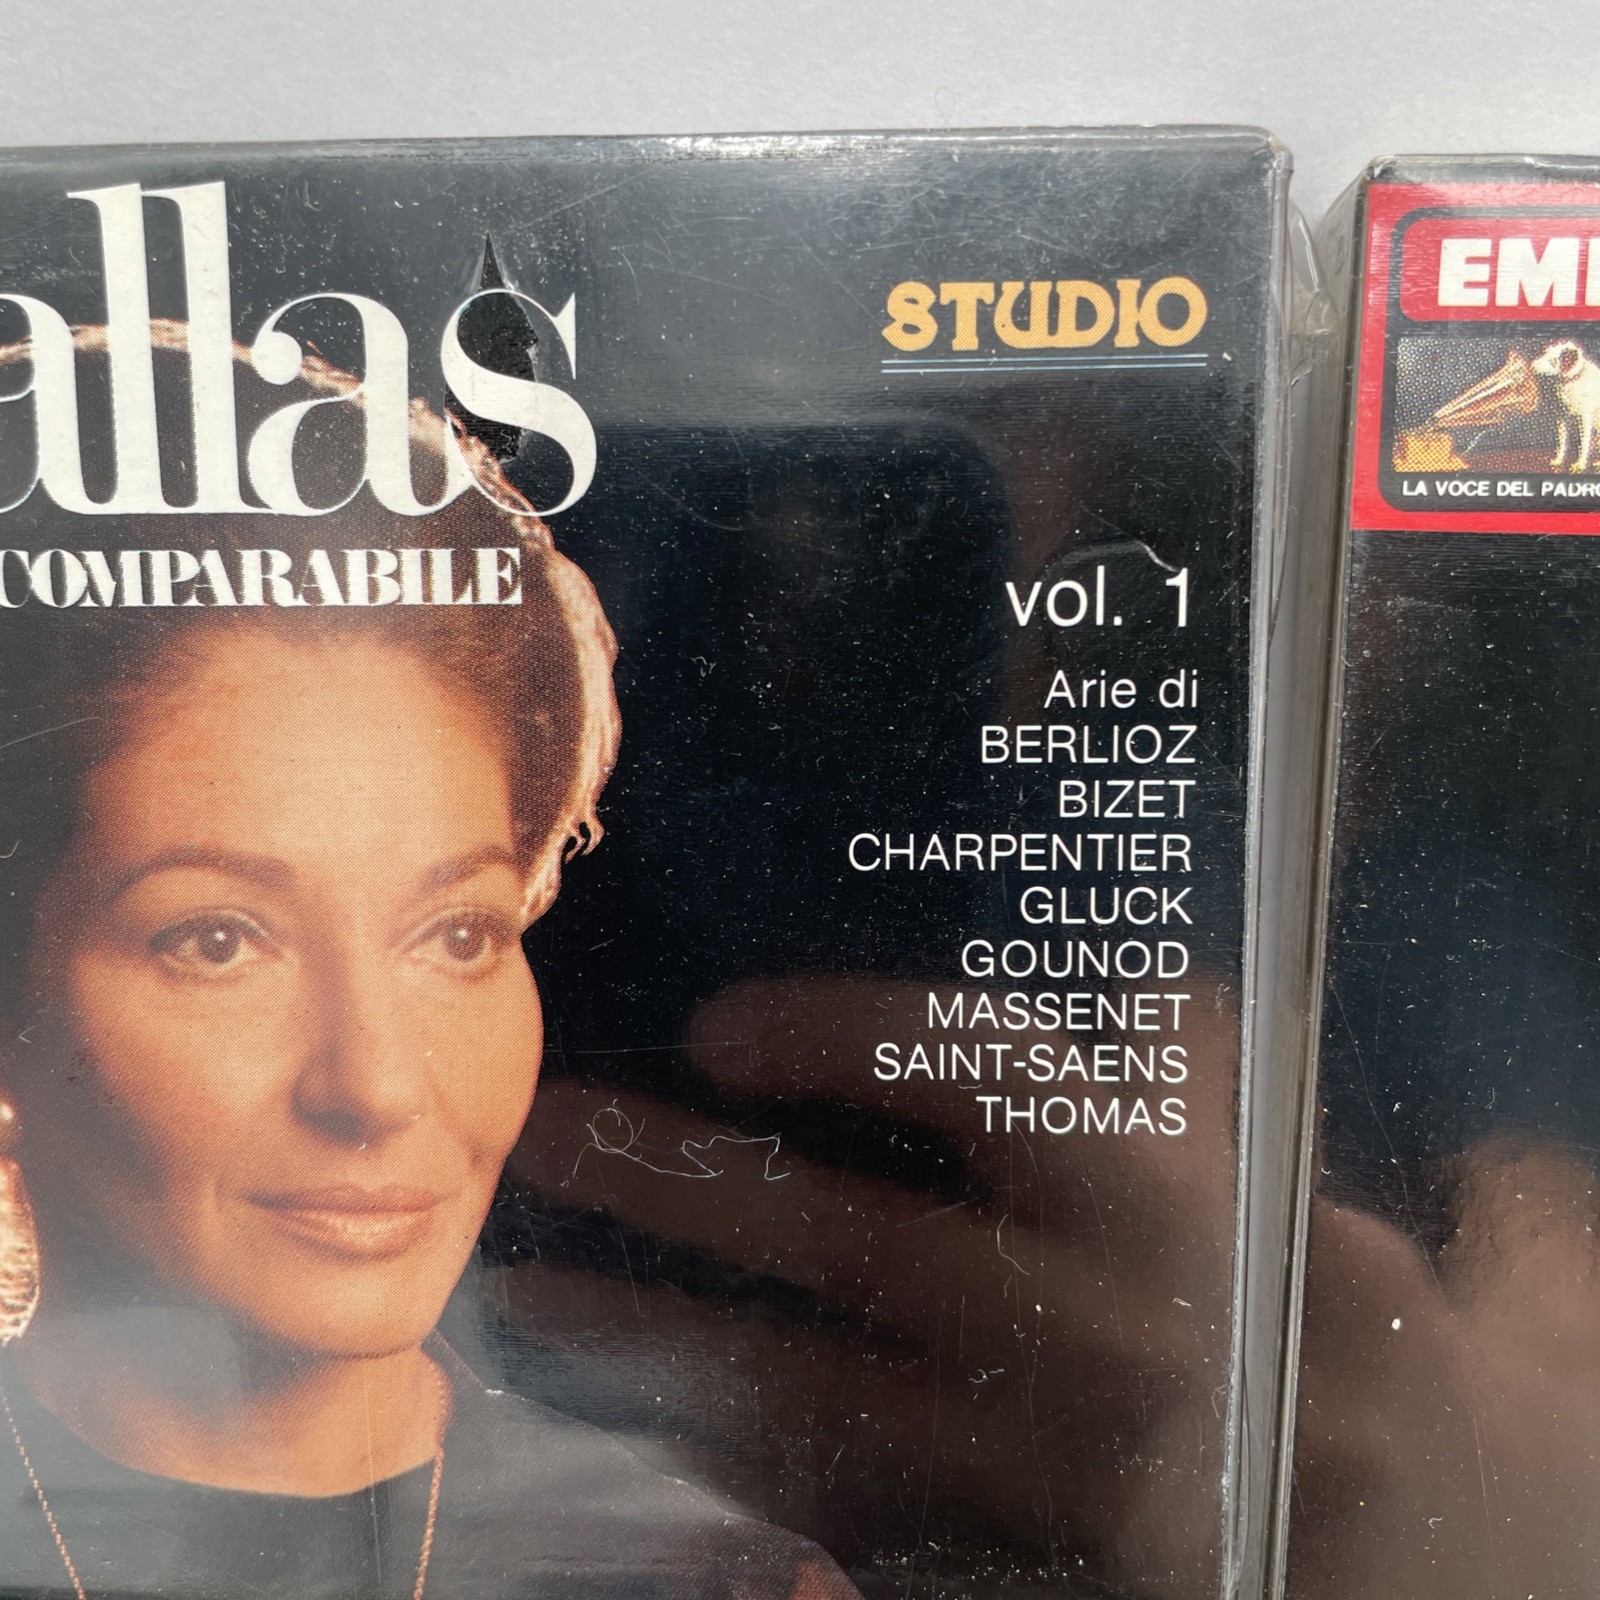 allas
COMPARABILE
STUDIO
vol. 1
Arie di
BERLIOZ
BIZET
CHARPENTIER
GLUCK
GOUNOD
MASSENET
SAINT-SAENS
THOMAS
EMI
LA VOCE DEL PADRO